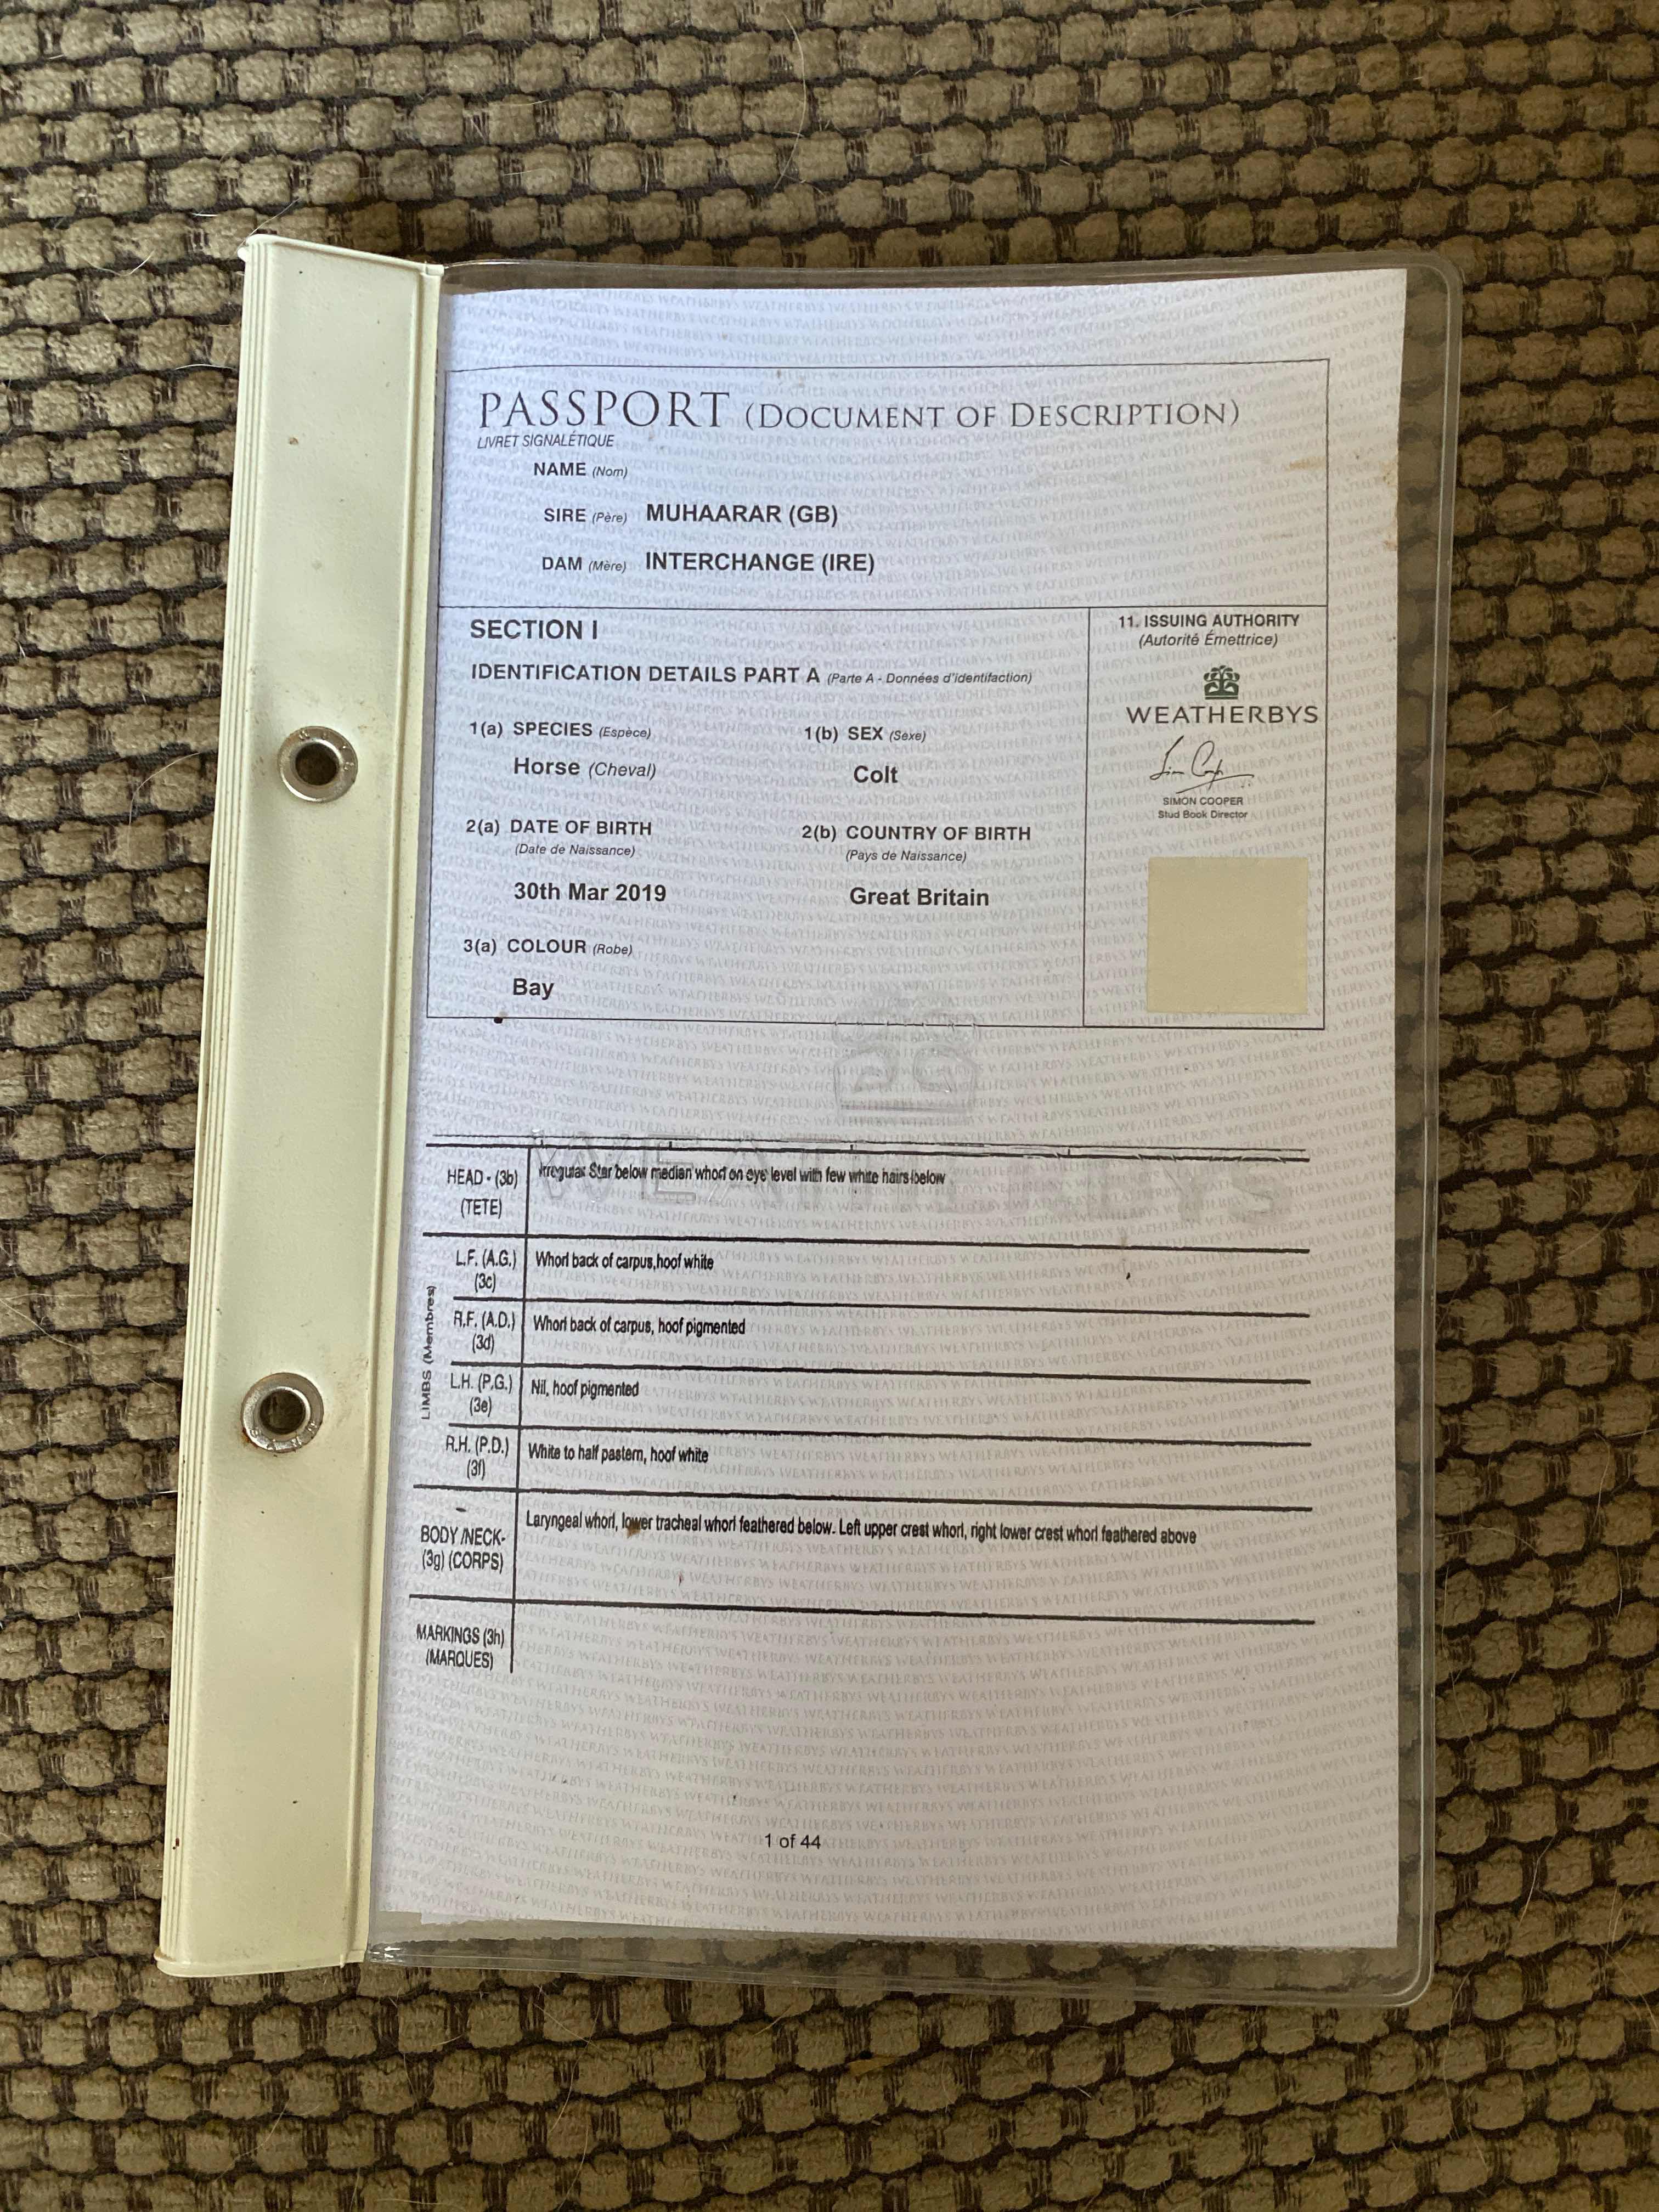 PASSPORT (DOCUMENT OF DESCRIPTION)
LIVRET SIGNALÉTIQUE
NAME (Nom)
SIRE (Père) MUHAARAR (GB)
DAM (Mère) INTERCHANGE (IRE)
SECTION I
IDENTIFICATION DETAILS PART A (Parte A - Données d'identifaction)
1(a) SPECIES (Espèce) 1(b) SEX (Sexe)
Horse (Cheval) Colt
2(a) DATE OF BIRTH 2(b) COUNTRY OF BIRTH
(Date de Naissance) (Pays de Naissance)
30th Mar 2019 Great Britain
3(a) COLOUR (Robe)
Bay
11. ISSUING AUTHORITY
(Autorité Émettrice)
WEATHERBYS
SIMON COOPER
Stud Book Director
WEATHERBYS
HEAD - (3b) Irregular Star below median whorl on eye level with few white hairs below
(TETE)
LIMBS (Membres)
L.F. (A.G.) Whorl back of carpus,hoof white
(3c)
R.F. (A.D.) Whorl back of carpus, hoof pigmented
(3d)
L.H. (P.G.) Nil, hoof pigmented
(3e)
R.H. (P.D.) White to half pastern, hoof white
(3f)
BODY /NECK- Laryngeal whorl, lower tracheal whorl feathered below. Left upper crest whorl, right lower crest whorl feathered above
(3g) (CORPS)
MARKINGS (3h)
(MARQUES)
1 of 44